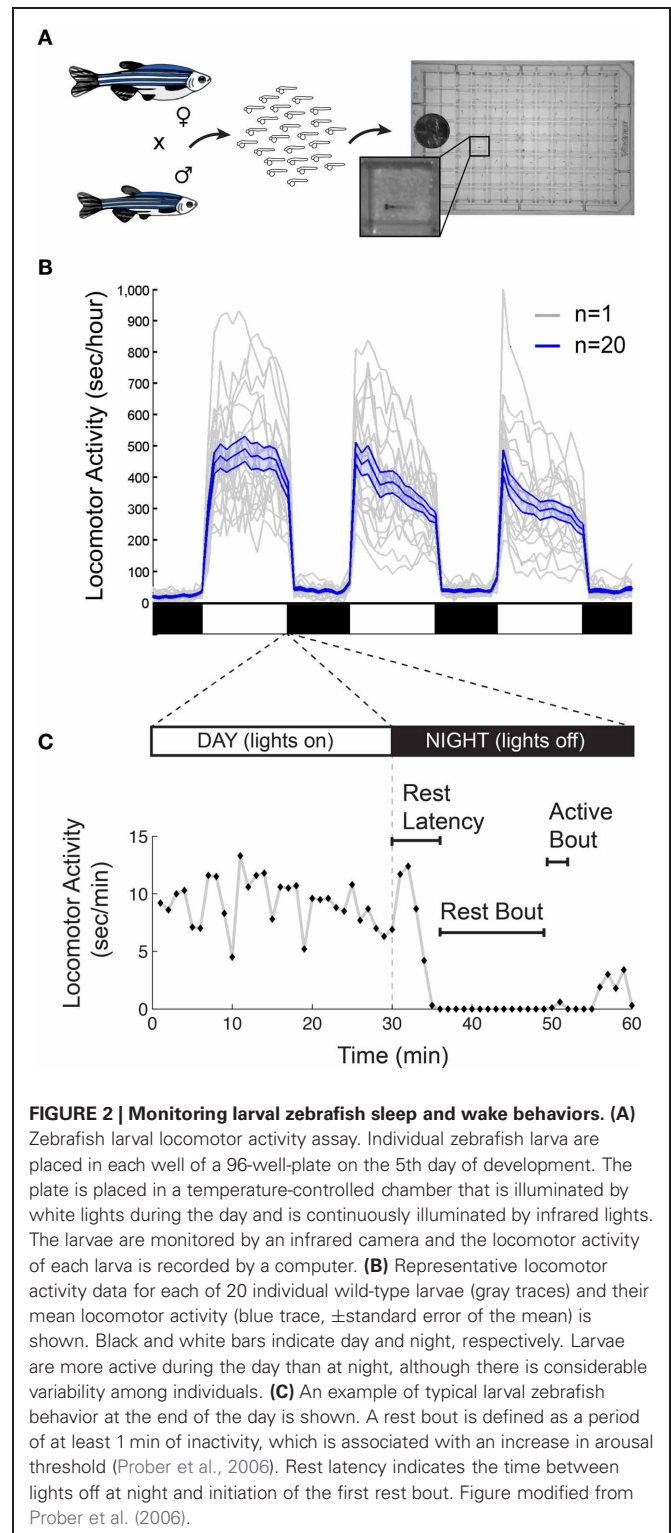 A
♀
X
♂
B
1,000
900
800
700
600
500
400
300
200
100
0
Locomotor Activity (sec/hour)
n=1
n=20
C
DAY (lights on)
NIGHT (lights off)
Rest
Latency
Active
Bout
Rest Bout
15
10
5
0
Locomotor Activity
(sec/min)
0 10 20 30 40 50 60
Time (min)
FIGURE 2 | Monitoring larval zebrafish sleep and wake behaviors. (A)
Zebrafish larval locomotor activity assay. Individual zebrafish larva are
placed in each well of a 96-well-plate on the 5th day of development. The
plate is placed in a temperature-controlled chamber that is illuminated by
white lights during the day and is continuously illuminated by infrared lights.
The larvae are monitored by an infrared camera and the locomotor activity
of each larva is recorded by a computer. (B) Representative locomotor
activity data for each of 20 individual wild-type larvae (gray traces) and their
mean locomotor activity (blue trace, ±standard error of the mean) is
shown. Black and white bars indicate day and night, respectively. Larvae
are more active during the day than at night, although there is considerable
variability among individuals. (C) An example of typical larval zebrafish
behavior at the end of the day is shown. A rest bout is defined as a period
of at least 1 min of inactivity, which is associated with an increase in arousal
threshold (Prober et al., 2006). Rest latency indicates the time between
lights off at night and initiation of the first rest bout. Figure modified from
Prober et al. (2006).